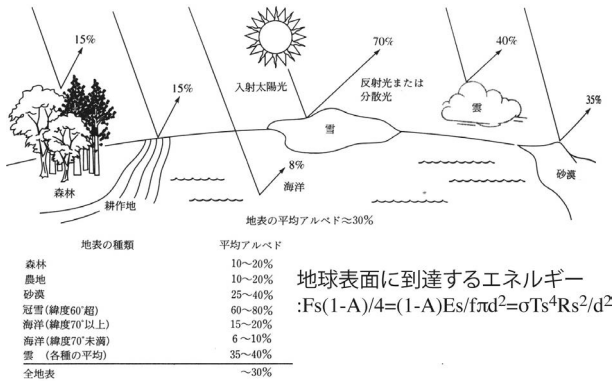 15%
70%
40%
入射太陽光
反射光または
分散光
15%
雲
35%
雪
8%
海洋
砂漠
森林
耕作地
地表の平均アルベド≈30%
地表の種類 平均アルベド
森林 10～20%
農地 10～20%
砂漠 25～40%
冠雪(緯度60°超) 60～80%
海洋(緯度70°以上) 15～20%
海洋(緯度70°未満) 6～10%
雲 (各種の平均) 35～40%
全地表 ～30%
地球表面に到達するエネルギー
:Fs(1-A)/4=(1-A)Es/fπd²=σTs⁴Rs²/d²